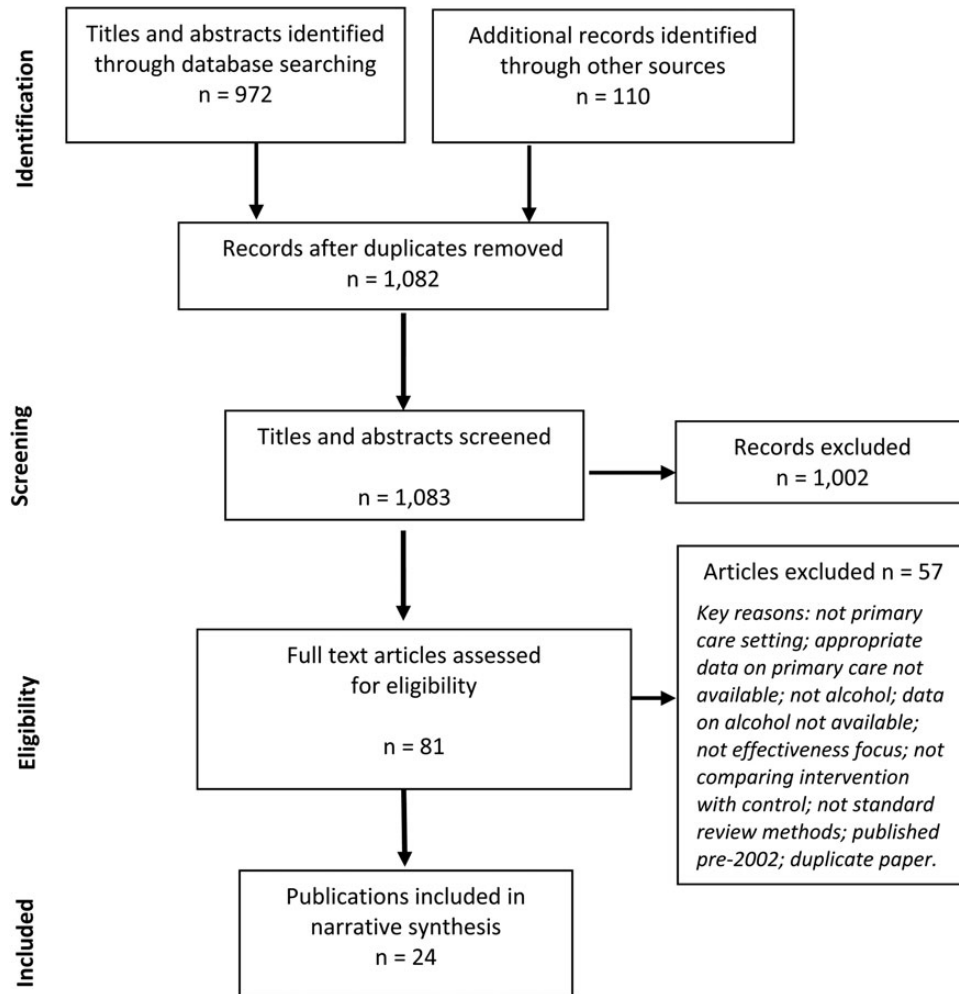 Identification
Titles and abstracts identified
through database searching
n = 972
Additional records identified
through other sources
n = 110
Records after duplicates removed
n = 1,082
Screening
Titles and abstracts screened
n = 1,083
Records excluded
n = 1,002
Eligibility
Full text articles assessed
for eligibility
n = 81
Articles excluded n = 57
Key reasons: not primary
care setting; appropriate
data on primary care not
available; not alcohol; data
on alcohol not available;
not effectiveness focus; not
comparing intervention
with control; not standard
review methods; published
pre-2002; duplicate paper.
Included
Publications included in
narrative synthesis
n = 24